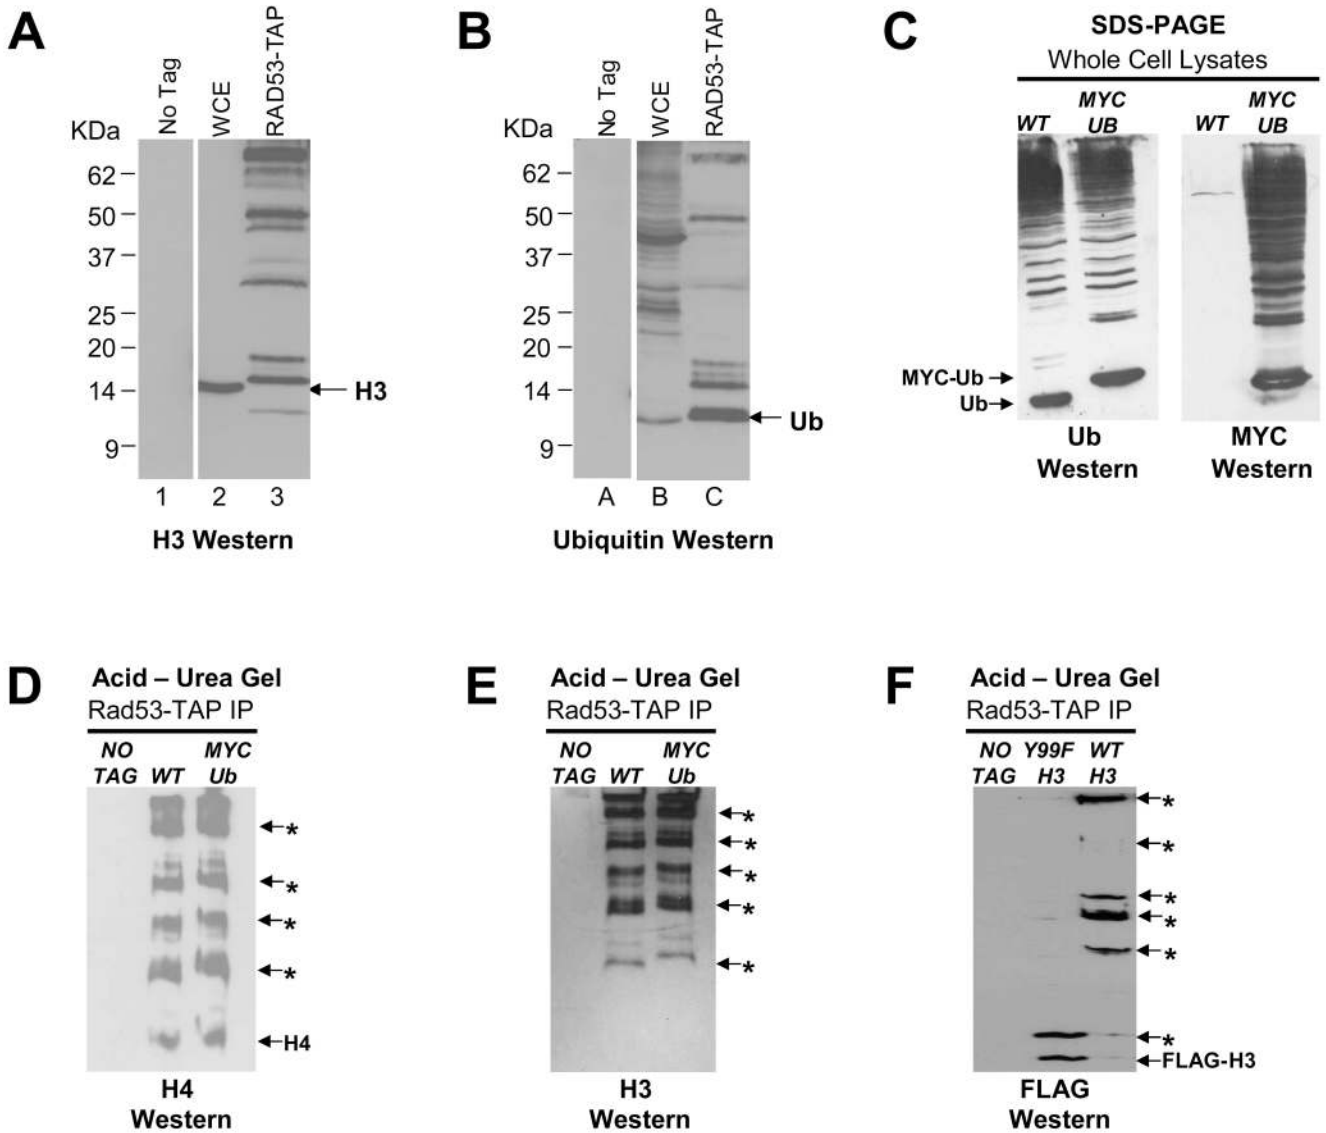 A
No Tag
WCE
RAD53-TAP
KDa
62
50
37
25
20
14
9
H3
1 2 3
H3 Western
B
No Tag
WCE
RAD53-TAP
KDa
62
50
37
25
20
14
9
Ub
A B C
Ubiquitin Western
C
SDS-PAGE
Whole Cell Lysates
WT
MYC
UB
WT
MYC
UB
MYC-Ub
Ub
Ub
Western
MYC
Western
D
Acid – Urea Gel
Rad53-TAP IP
NO
TAG
WT
MYC
Ub
*
*
*
*
H4
H4
Western
E
Acid – Urea Gel
Rad53-TAP IP
NO
TAG
WT
MYC
Ub
*
*
*
*
*
H3
Western
F
Acid – Urea Gel
Rad53-TAP IP
NO
TAG
Y99F
H3
WT
H3
*
*
*
*
*
*
FLAG-H3
FLAG
Western